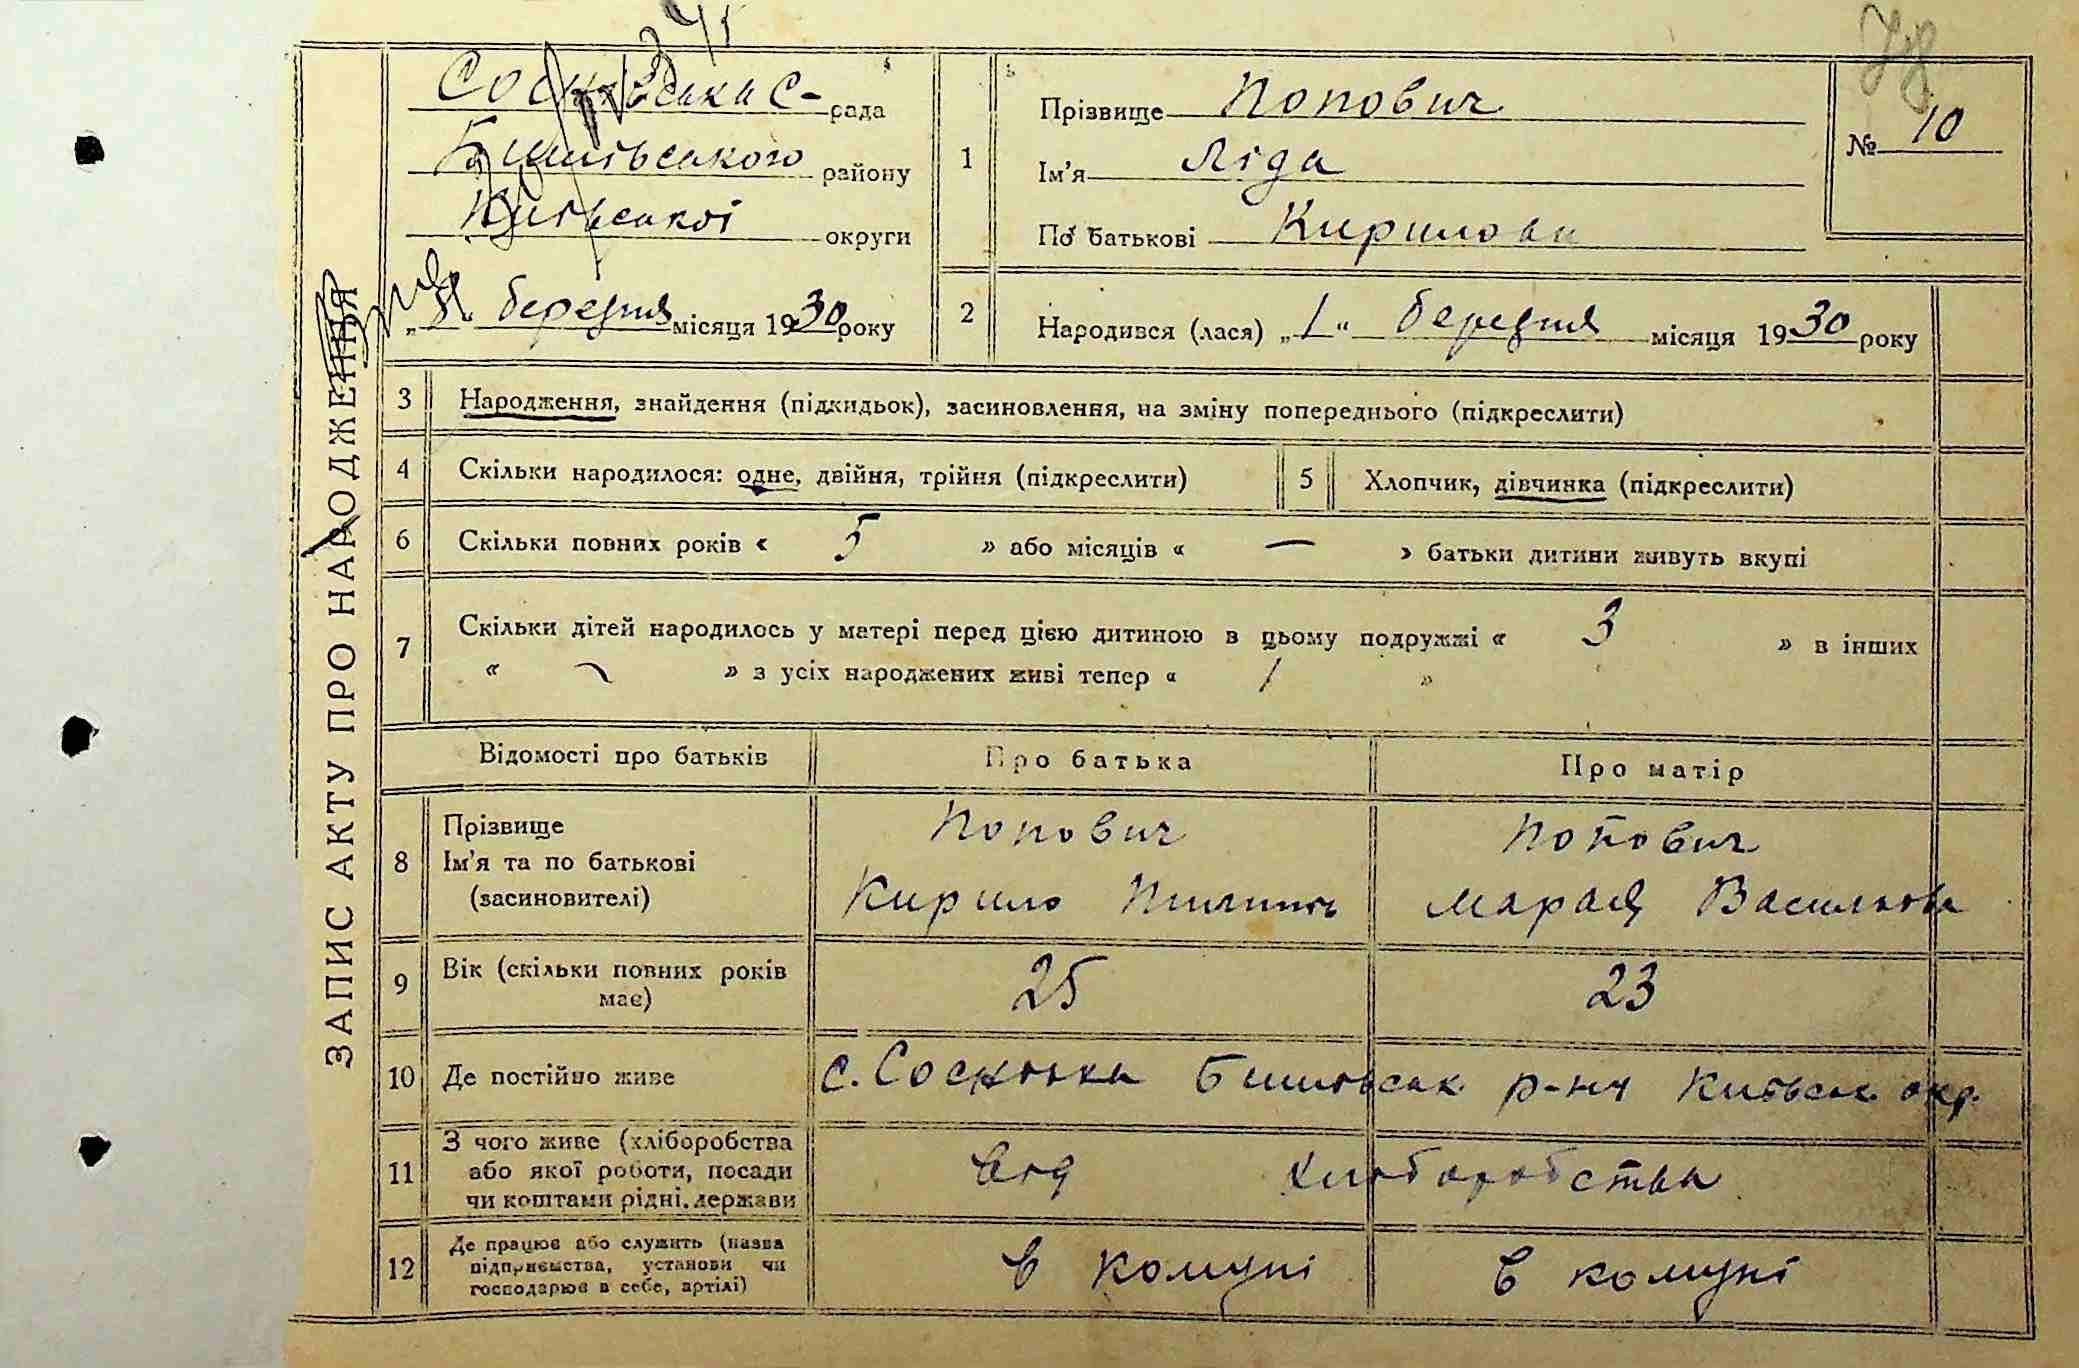 ЗАПИС АКТУ ПРО НАРОДЖЕННЯ
78
Соснівська С-рада
Бишівського району
Київської округи
березня місяця 1930 року
1
Прізвище Попович
Ім'я Ліда
По батькові Кирилова
№ 10
2
Народився (лася) „1“ березня місяця 1930 року
3 Народження, знайдення (підкидьок), засиновлення, на зміну попереднього (підкреслити)
4 Скільки народилося: одне, двійня, трійня (підкреслити)
5 Хлопчик, дівчинка (підкреслити)
6 Скільки повних років « 5 » або місяців « — » батьки дитини живуть вкупі
7 Скільки дітей народилось у матері перед цією дитиною в цьому подружжі « 3 » в інших
« — » з усіх народжених живі тепер « 1 »
Відомості про батьків
Про батька
Про матір
8 Прізвище
Ім'я та по батькові
(засиновителі)
Попович
Кирило Пилипів
Попович
Марія Василівна
9 Вік (скільки повних років
має)
25
23
10 Де постійно живе
с. Соснівка Бишівськ. р-ну Київськ. окр.
11 З чого живе (хліборобства
або якої роботи, посади
чи коштами рідні, держави
від хліборобства
12 Де працює або служить (назва
підприємства, установи чи
господарює в себе, артілі)
в комуні
в комуні